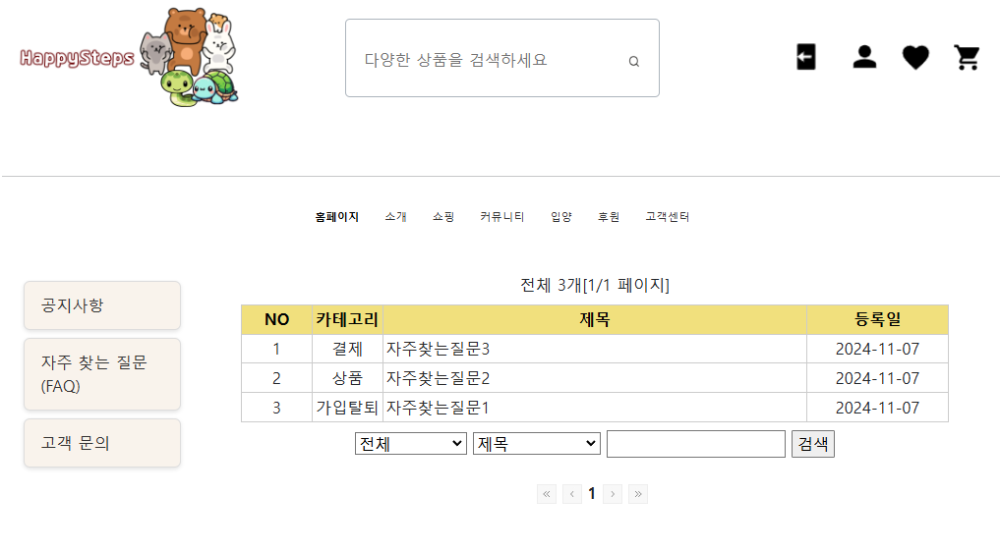 HappySteps
다양한 상품을 검색하세요
홈페이지 소개 쇼핑 커뮤니티 입양 후원 고객센터
공지사항
자주 찾는 질문
(FAQ)
고객 문의
전체 3개[1/1 페이지]
NO 카테고리 제목 등록일
1 결제 자주찾는질문3 2024-11-07
2 상품 자주찾는질문2 2024-11-07
3 가입탈퇴 자주찾는질문1 2024-11-07
전체 제목 검색
« ‹ 1 › »